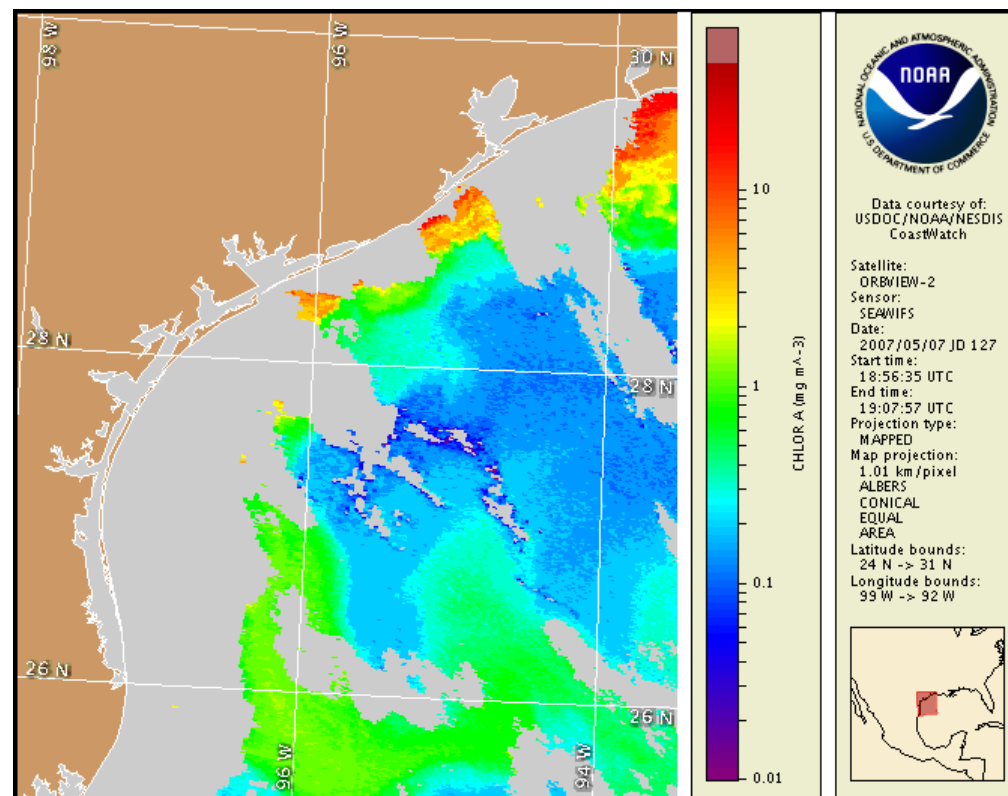 98 W
96 W
30 N
28 N
28 N
26 N
26 N
96 W
94 W
10
1
0.1
0.01
CHLOR A (mg m^-3)
NATIONAL OCEANIC AND ATMOSPHERIC ADMINISTRATION
NOAA
U.S. DEPARTMENT OF COMMERCE
Data courtesy of:
USDOC/NOAA/NESDIS
CoastWatch
Satellite:
ORBVIEW-2
Sensor:
SEAWIFS
Date:
2007/05/07 JD 127
Start time:
18:56:35 UTC
End time:
19:07:57 UTC
Projection type:
MAPPED
Map projection:
1.01 km/pixel
ALBERS
CONICAL
EQUAL
AREA
Latitude bounds:
24 N -> 31 N
Longitude bounds:
99 W -> 92 W